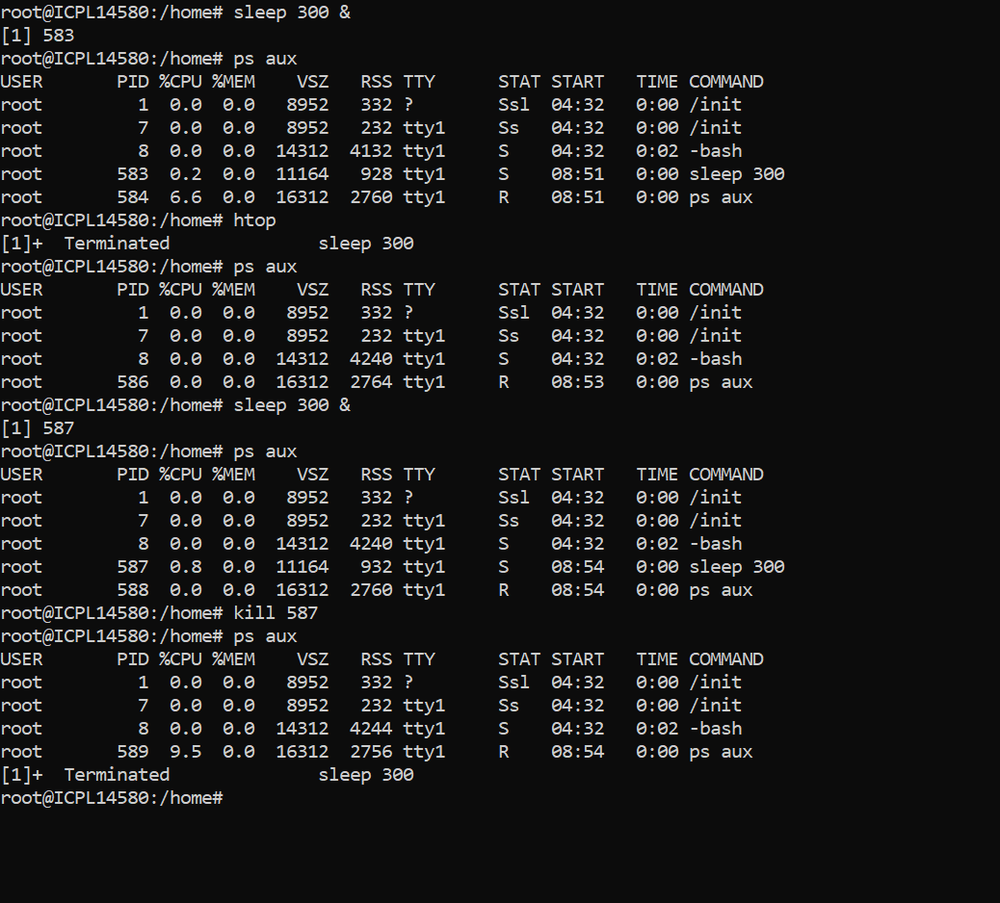 root@ICPL14580:/home# sleep 300 &
[1] 583
root@ICPL14580:/home# ps aux
USER       PID %CPU %MEM    VSZ   RSS TTY      STAT START   TIME COMMAND
root         1  0.0  0.0   8952   332 ?        Ssl  04:32   0:00 /init
root         7  0.0  0.0   8952   232 tty1     Ss   04:32   0:00 /init
root         8  0.0  0.0  14312  4132 tty1     S    04:32   0:02 -bash
root       583  0.2  0.0  11164   928 tty1     S    08:51   0:00 sleep 300
root       584  6.6  0.0  16312  2760 tty1     R    08:51   0:00 ps aux
root@ICPL14580:/home# htop
[1]+  Terminated              sleep 300
root@ICPL14580:/home# ps aux
USER       PID %CPU %MEM    VSZ   RSS TTY      STAT START   TIME COMMAND
root         1  0.0  0.0   8952   332 ?        Ssl  04:32   0:00 /init
root         7  0.0  0.0   8952   232 tty1     Ss   04:32   0:00 /init
root         8  0.0  0.0  14312  4240 tty1     S    04:32   0:02 -bash
root       586  0.0  0.0  16312  2764 tty1     R    08:53   0:00 ps aux
root@ICPL14580:/home# sleep 300 &
[1] 587
root@ICPL14580:/home# ps aux
USER       PID %CPU %MEM    VSZ   RSS TTY      STAT START   TIME COMMAND
root         1  0.0  0.0   8952   332 ?        Ssl  04:32   0:00 /init
root         7  0.0  0.0   8952   232 tty1     Ss   04:32   0:00 /init
root         8  0.0  0.0  14312  4240 tty1     S    04:32   0:02 -bash
root       587  0.8  0.0  11164   932 tty1     S    08:54   0:00 sleep 300
root       588  0.0  0.0  16312  2760 tty1     R    08:54   0:00 ps aux
root@ICPL14580:/home# kill 587
root@ICPL14580:/home# ps aux
USER       PID %CPU %MEM    VSZ   RSS TTY      STAT START   TIME COMMAND
root         1  0.0  0.0   8952   332 ?        Ssl  04:32   0:00 /init
root         7  0.0  0.0   8952   232 tty1     Ss   04:32   0:00 /init
root         8  0.0  0.0  14312  4244 tty1     S    04:32   0:02 -bash
root       589  9.5  0.0  16312  2756 tty1     R    08:54   0:00 ps aux
[1]+  Terminated              sleep 300
root@ICPL14580:/home#